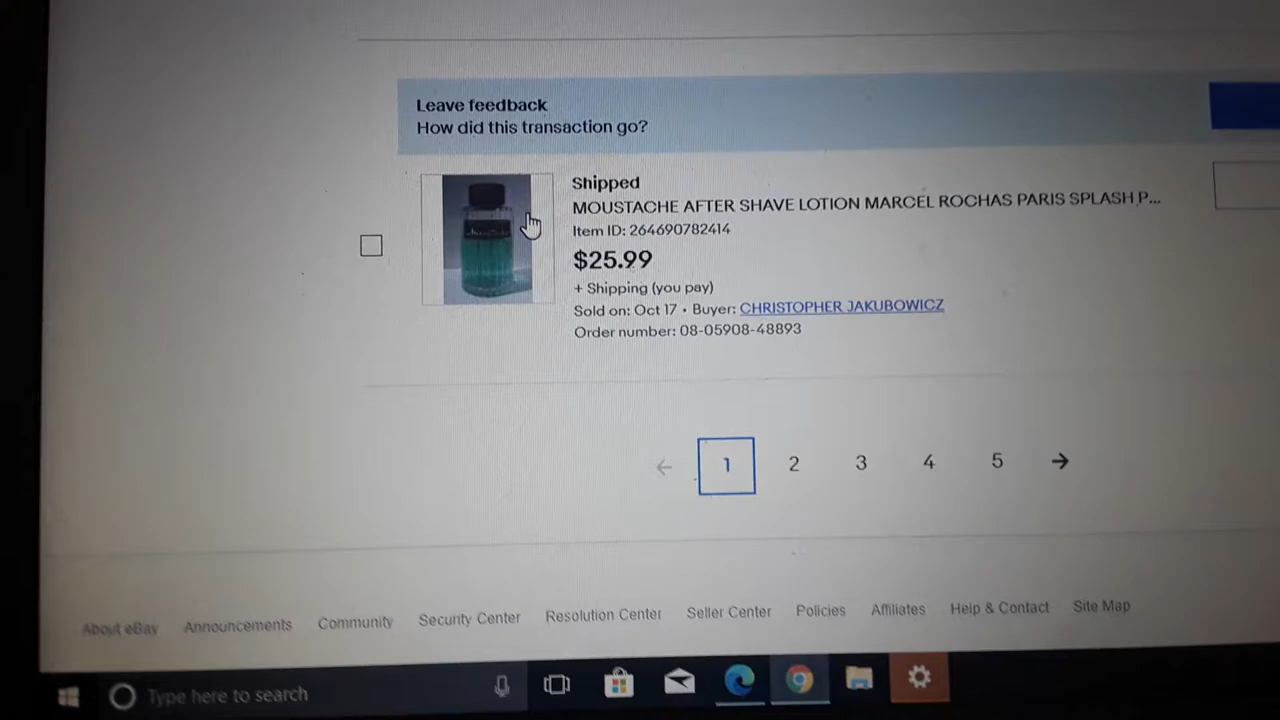 Leave feedback
How did this transaction go?
Shipped
MOUSTACHE AFTER SHAVE LOTION MARCEL ROCHAS PARIS SPLASH P...
Item ID: 264690782414
$25.99
+ Shipping (you pay)
Sold on: Oct 17 • Buyer: CHRISTOPHER JAKUBOWICZ
Order number: 08-05908-48893
← 1 2 3 4 5 →
About eBay Announcements Community Security Center Resolution Center Seller Center Policies Affiliates Help & Contact Site Map
Type here to search